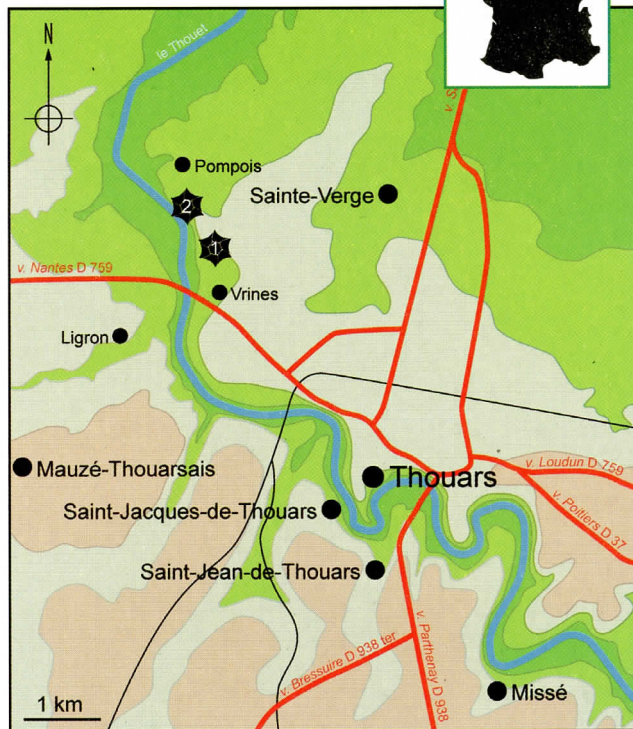 N
le Thouet
Pompois
2
Sainte-Verge
1
v. Nantes D 759
Vrines
Ligron
Mauzé-Thouarsais
Thouars
v. Loudun D 759
Saint-Jacques-de-Thouars
v. Poitiers D 37
Saint-Jean-de-Thouars
v. Bressuire D 938 ter
v. Parthenay D 938
Missé
1 km